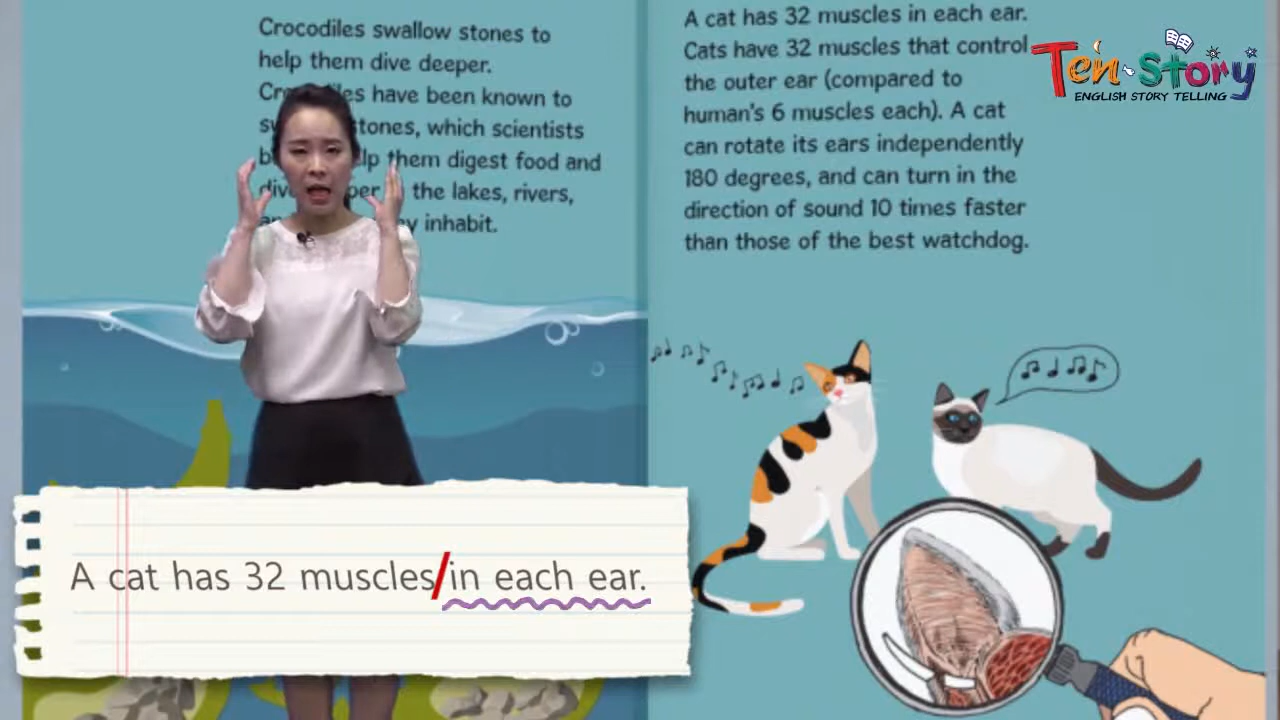 Crocodiles swallow stones to
help them dive deeper.
have been known to
stones, which scientists
them digest food and
the lakes, rivers,
inhabit.
A cat has 32 muscles in each ear.
Cats have 32 muscles that control
the outer ear (compared to
human's 6 muscles each). A cat
can rotate its ears independently
180 degrees, and can turn in the
direction of sound 10 times faster
than those of the best watchdog.
Ten Story
ENGLISH STORY TELLING
A cat has 32 muscles/in each ear.